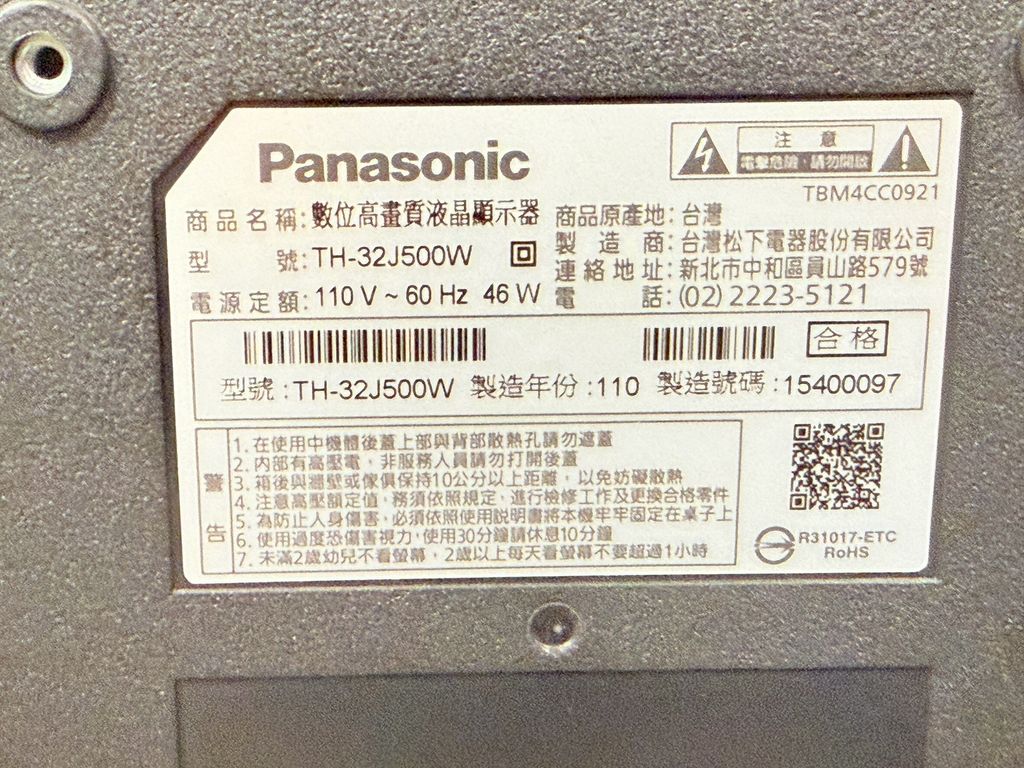 Panasonic
注意
電擊危險，請勿開啟
TBM4CC0921
商品名稱：數位高畫質液晶顯示器
型號：TH-32J500W
電源定額：110 V ~ 60 Hz 46 W
商品原產地：台灣
製造商：台灣松下電器股份有限公司
連絡地址：新北市中和區員山路579號
電話：(02) 2223-5121
合格
型號：TH-32J500W 製造年份：110 製造號碼：15400097
警告
1. 在使用中機體後蓋上部與背部散熱孔請勿遮蓋
2. 內部有高壓電，非服務人員請勿打開後蓋
3. 箱後與牆壁或傢俱保持10公分以上距離，以免妨礙散熱
4. 注意高壓額定值，務須依照規定，進行檢修工作及更換合格零件
5. 為防止人身傷害，必須依照使用說明書將本機牢牢固定在桌子上
6. 使用過度恐傷害視力，使用30分鐘請休息10分鐘
7. 未滿2歲幼兒不看螢幕，2歲以上每天看螢幕不要超過1小時
R31017-ETC
RoHS